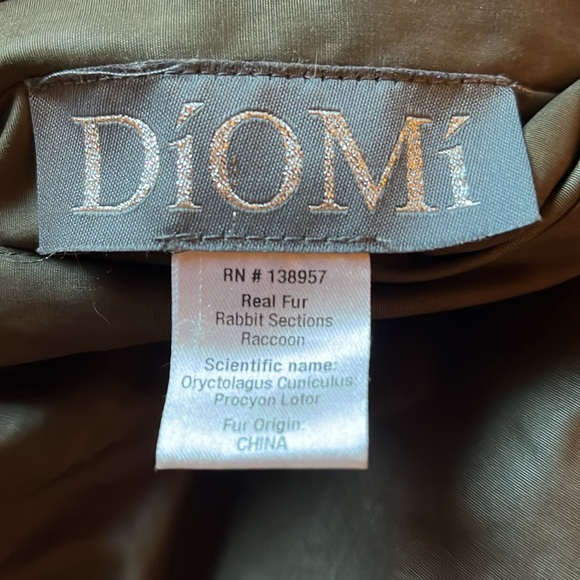 DíOMí
RN # 138957
Real Fur
Rabbit Sections
Raccoon
Scientific name:
Oryctolagus Cuniculus:
Procyon Lotor
Fur Origin:
CHINA